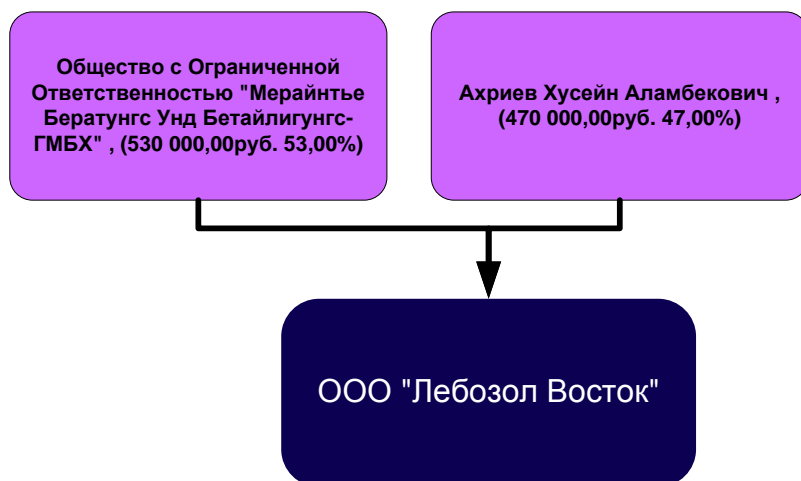 Общество с Ограниченной
Ответственностью "Мерайнтье
Бератунгс Унд Бетайлигунгс-
ГМБХ" , (530 000,00руб. 53,00%)
Ахриев Хусейн Аламбекович ,
(470 000,00руб. 47,00%)
ООО "Лебозол Восток"